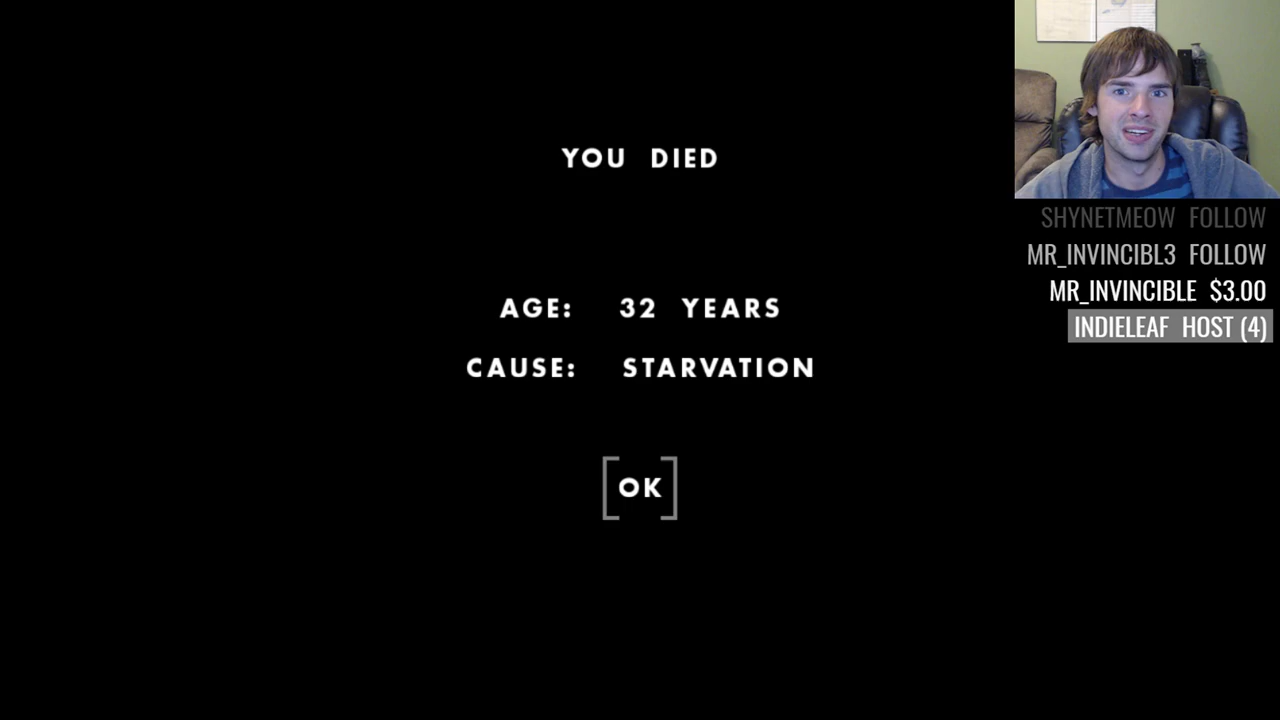 YOU DIED
AGE: 32 YEARS
CAUSE: STARVATION
[OK]
SHYNETMEOW FOLLOW
MR_INVINCIBL3 FOLLOW
MR_INVINCIBLE $3.00
INDIELEAF HOST (4)